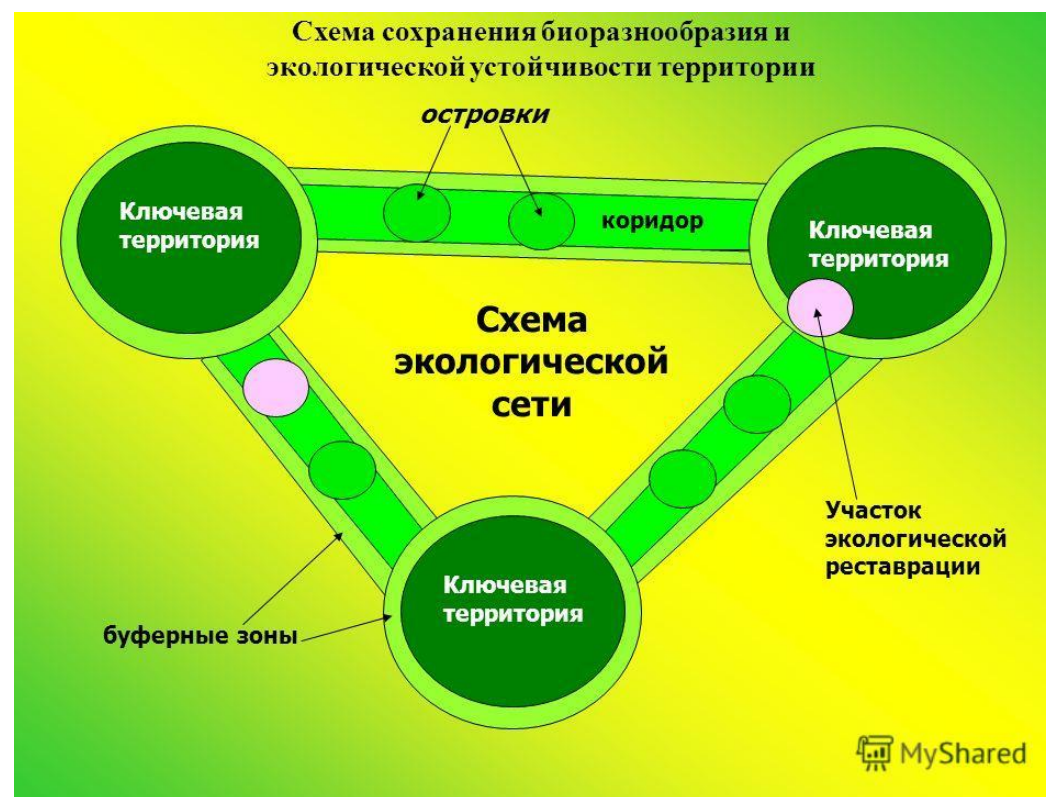 Схема сохранения биоразнообразия и
экологической устойчивости территории
островки
Ключевая
территория
коридор
Ключевая
территория
Схема
экологической
сети
Участок
экологической
реставрации
Ключевая
территория
буферные зоны
MyShared